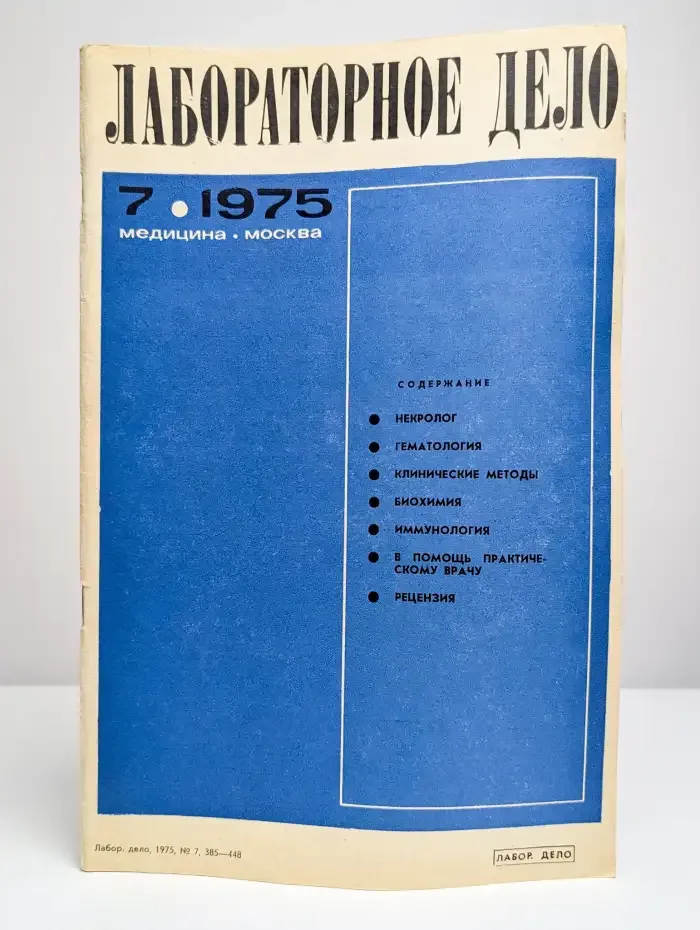 ЛАБОРАТОРНОЕ ДЕЛО
7 • 1975
медицина • москва
СОДЕРЖАНИЕ
• НЕКРОЛОГ
• ГЕМАТОЛОГИЯ
• КЛИНИЧЕСКИЕ МЕТОДЫ
• БИОХИМИЯ
• ИММУНОЛОГИЯ
• В ПОМОЩЬ ПРАКТИЧЕ-
СКОМУ ВРАЧУ
• РЕЦЕНЗИЯ
Лабор. дело, 1975, № 7, 385—448
ЛАБОР. ДЕЛО